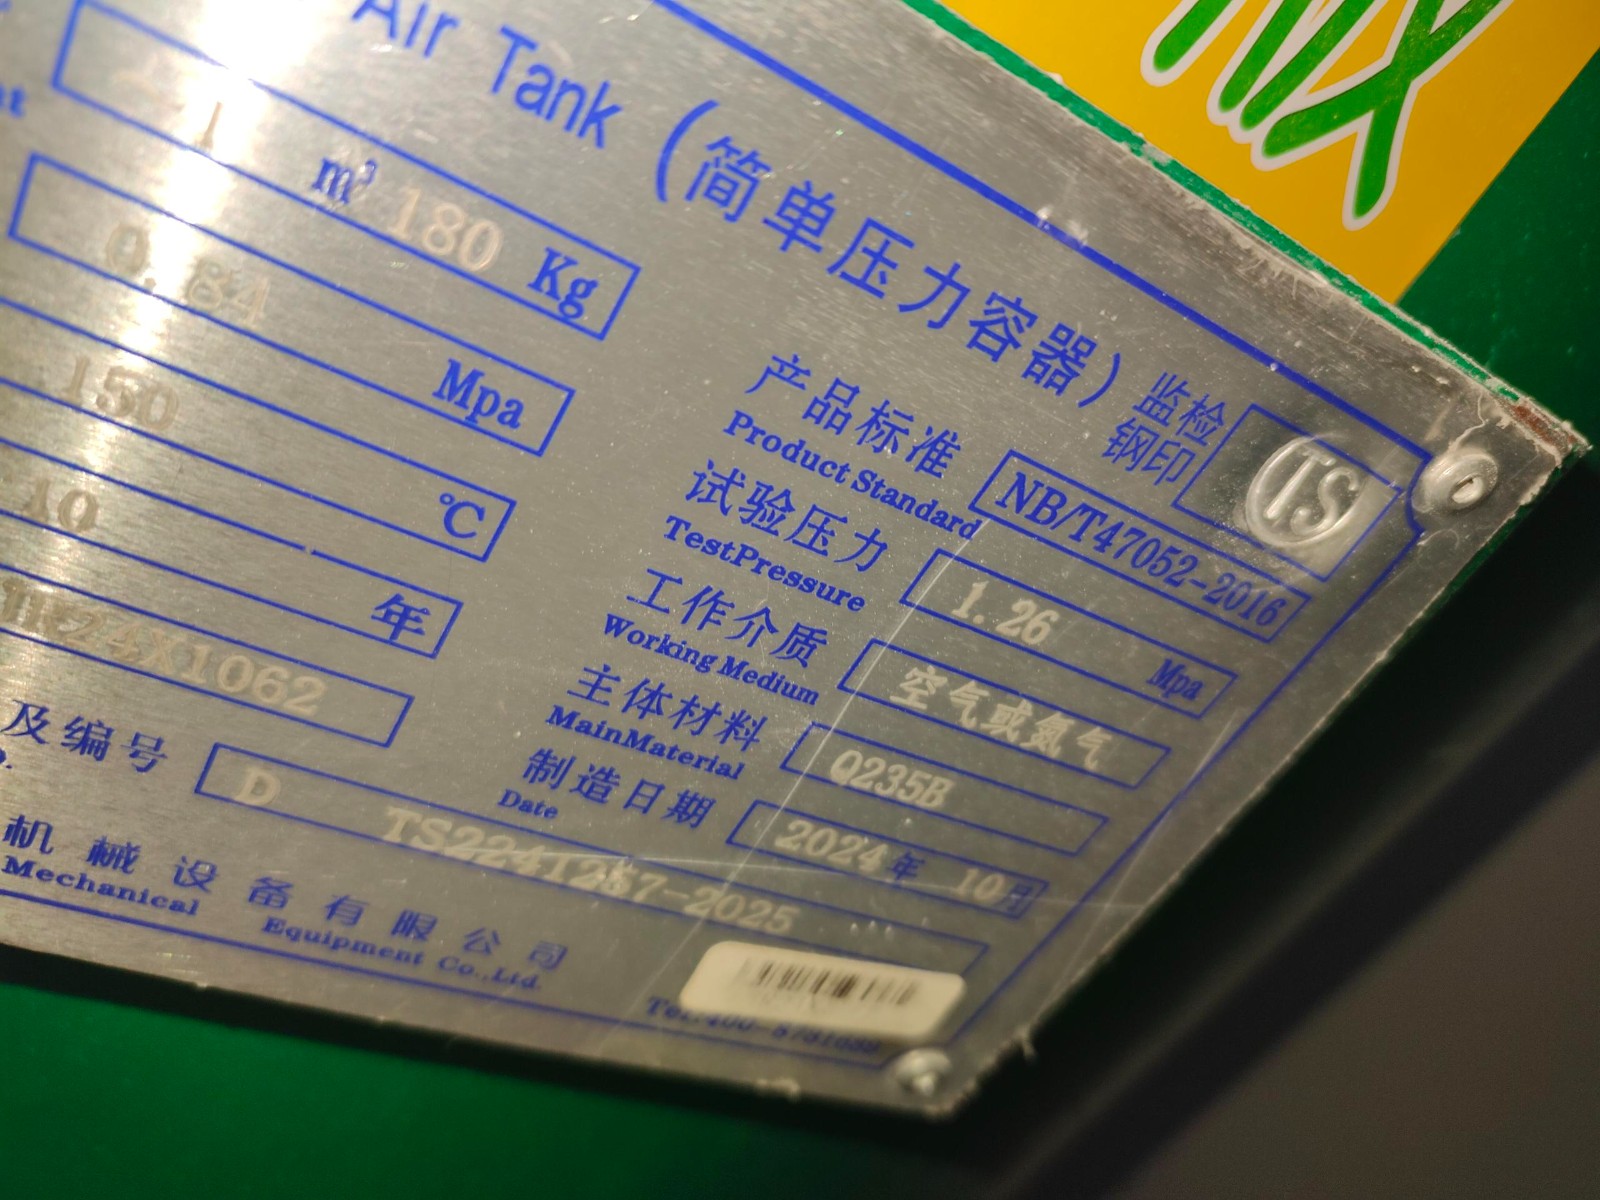 Air Tank (简单压力容器)
监检
钢印
TS
1 m³ 180 Kg
0.84 Mpa
150 ℃
10 年
24X1062
产品标准
Product Standard
NB/T47052-2016
试验压力
TestPressure
1.26 Mpa
工作介质
Working Medium
空气或氮气
主体材料
MainMaterial
Q235B
制造日期
Date
2024年 10月
及编号
D TS2241287-2025
机械设备有限公司
Mechanical Equipment Co.,Ltd.